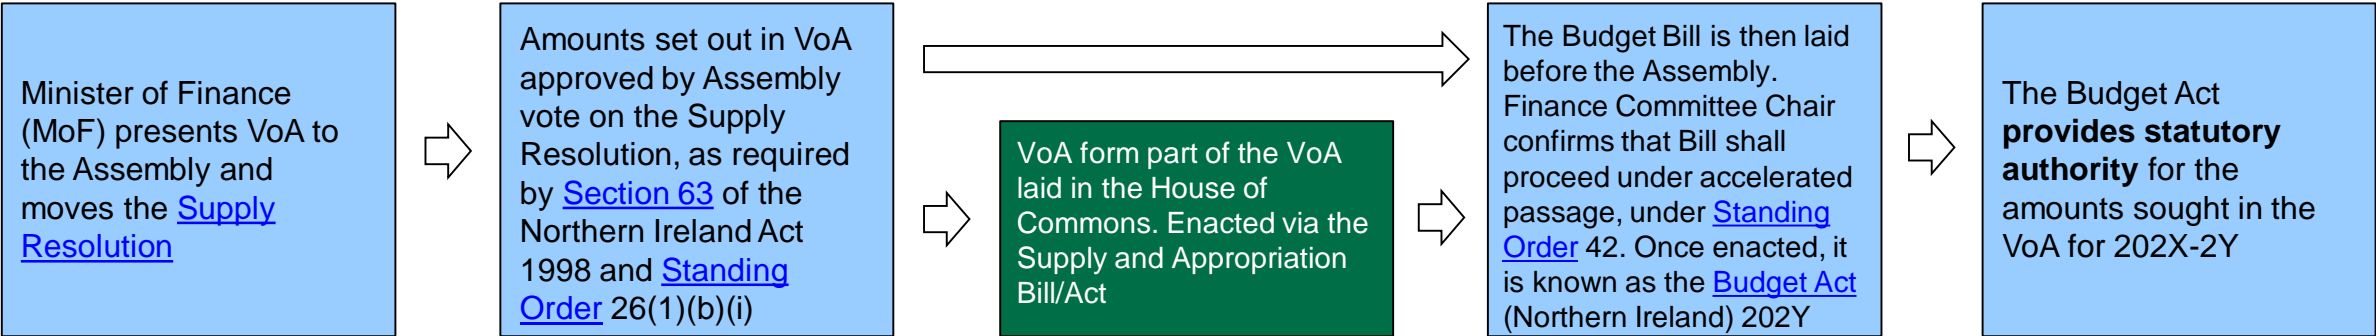 Minister of Finance
(MoF) presents VoA to
the Assembly and
moves the Supply
Resolution
Amounts set out in VoA
approved by Assembly
vote on the Supply
Resolution, as required
by Section 63 of the
Northern Ireland Act
1998 and Standing
Order 26(1)(b)(i)
VoA form part of the VoA
laid in the House of
Commons. Enacted via the
Supply and Appropriation
Bill/Act
The Budget Bill is then laid
before the Assembly.
Finance Committee Chair
confirms that Bill shall
proceed under accelerated
passage, under Standing
Order 42. Once enacted, it
is known as the Budget Act
(Northern Ireland) 202Y
The Budget Act
provides statutory
authority for the
amounts sought in the
VoA for 202X-2Y